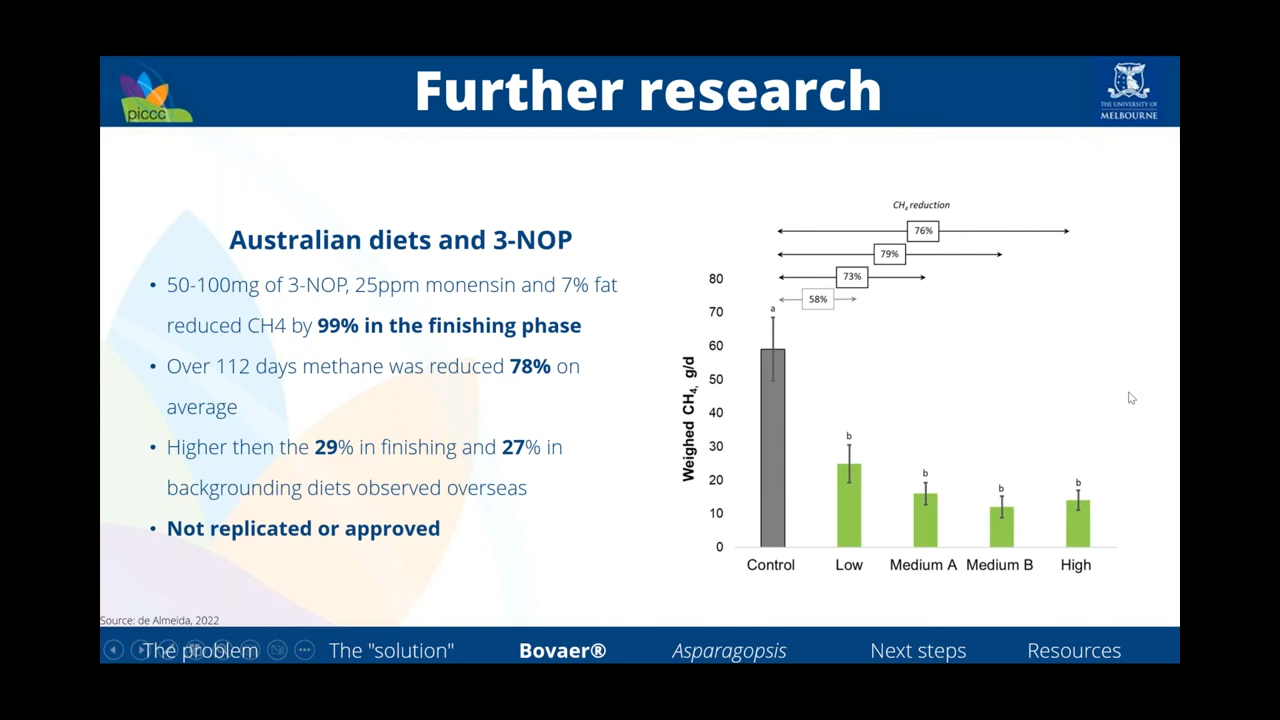 Further research
piccc
THE UNIVERSITY OF
MELBOURNE
Australian diets and 3-NOP
• 50-100mg of 3-NOP, 25ppm monensin and 7% fat
reduced CH4 by 99% in the finishing phase
• Over 112 days methane was reduced 78% on
average
• Higher then the 29% in finishing and 27% in
backgrounding diets observed overseas
• Not replicated or approved
CH₄ reduction
76%
79%
73%
58%
Weighed CH₄, g/d
80
70
60
50
40
30
20
10
0
a
b
b
b
b
Control Low Medium A Medium B High
Source: de Almeida, 2022
The problem The "solution" Bovaer® Asparagopsis Next steps Resources